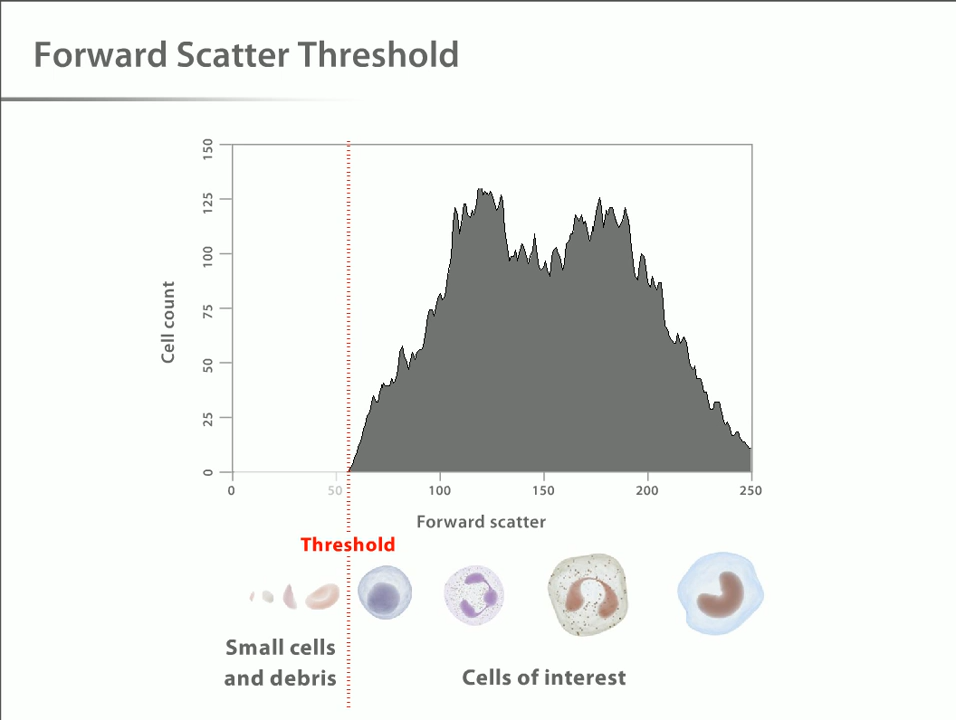 Forward Scatter Threshold
150
125
100
75
50
25
0
Cell count
0 50 100 150 200 250
Forward scatter
Threshold
Small cells
and debris
Cells of interest